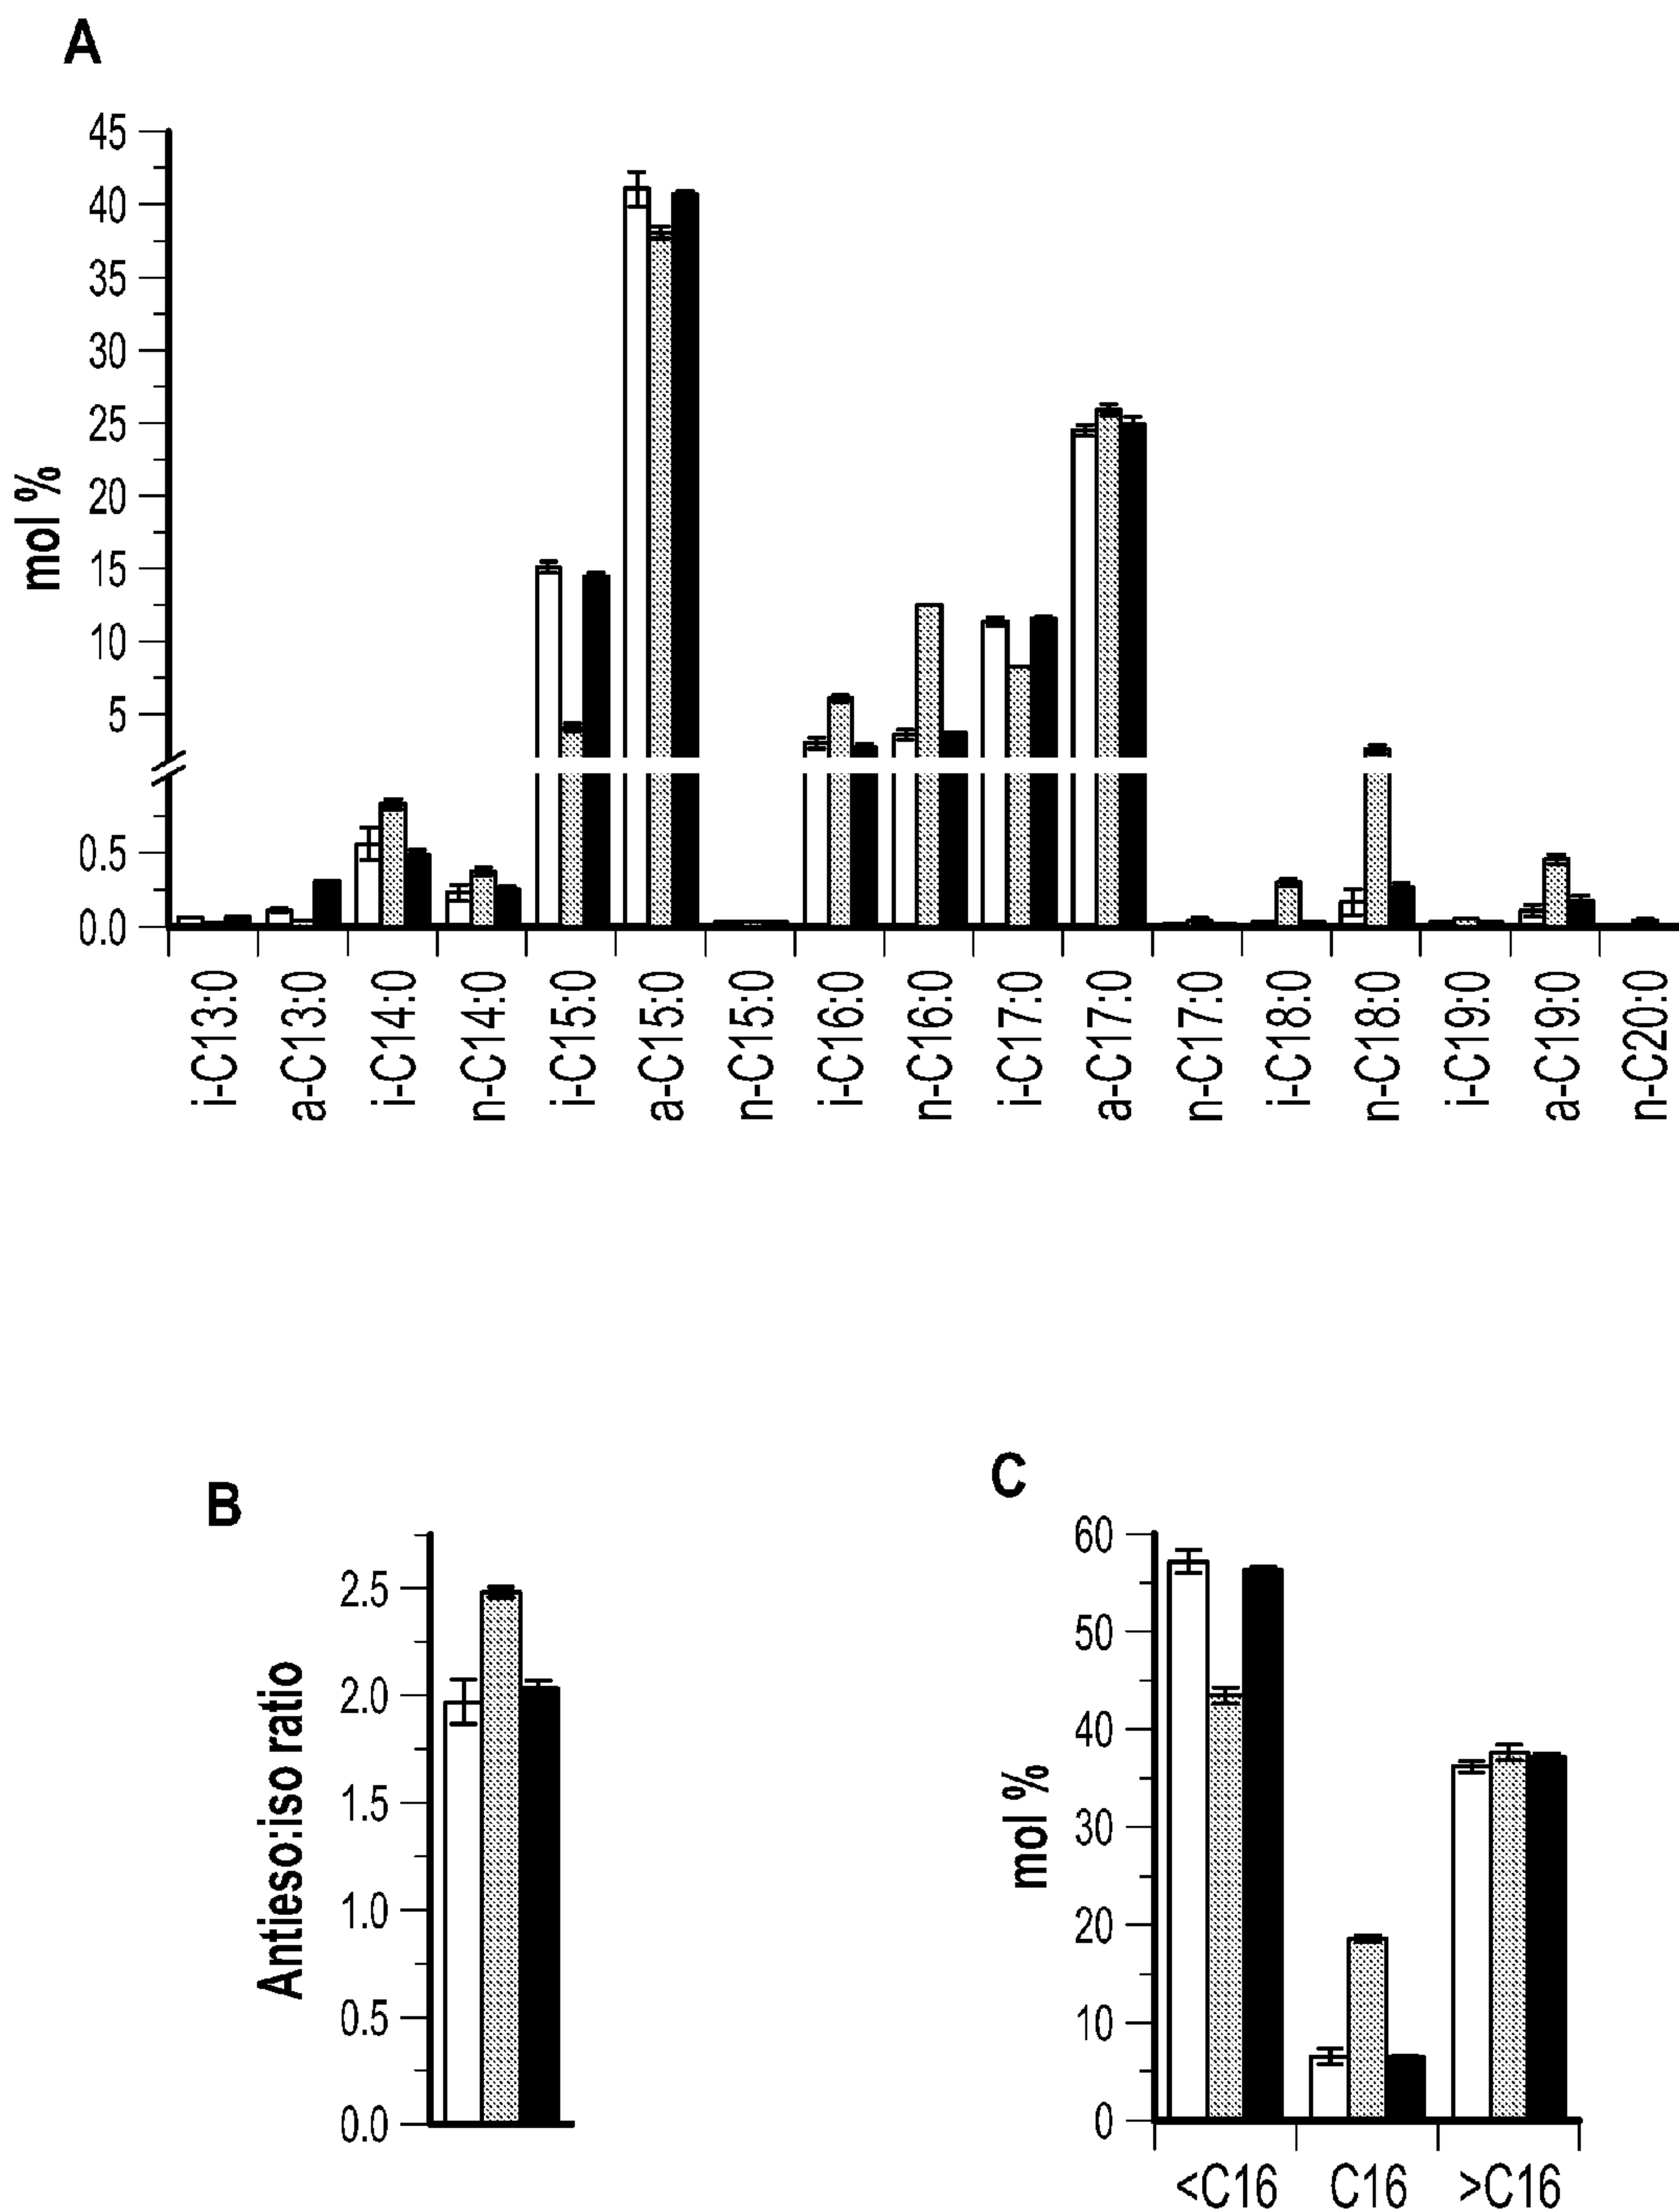 A
45
40
35
30
25
20
15
10
5
0.5
0.0
mol %
i-C13:0
a-C13:0
i-C14:0
n-C14:0
i-C15:0
a-C15:0
n-C15:0
i-C16:0
n-C16:0
i-C17:0
a-C17:0
n-C17:0
i-C18:0
n-C18:0
i-C19:0
a-C19:0
n-C20:0
B
2.5
2.0
1.5
1.0
0.5
0.0
Antieso:iso ratio
C
60
50
40
30
20
10
0
mol %
<C16 C16 >C16